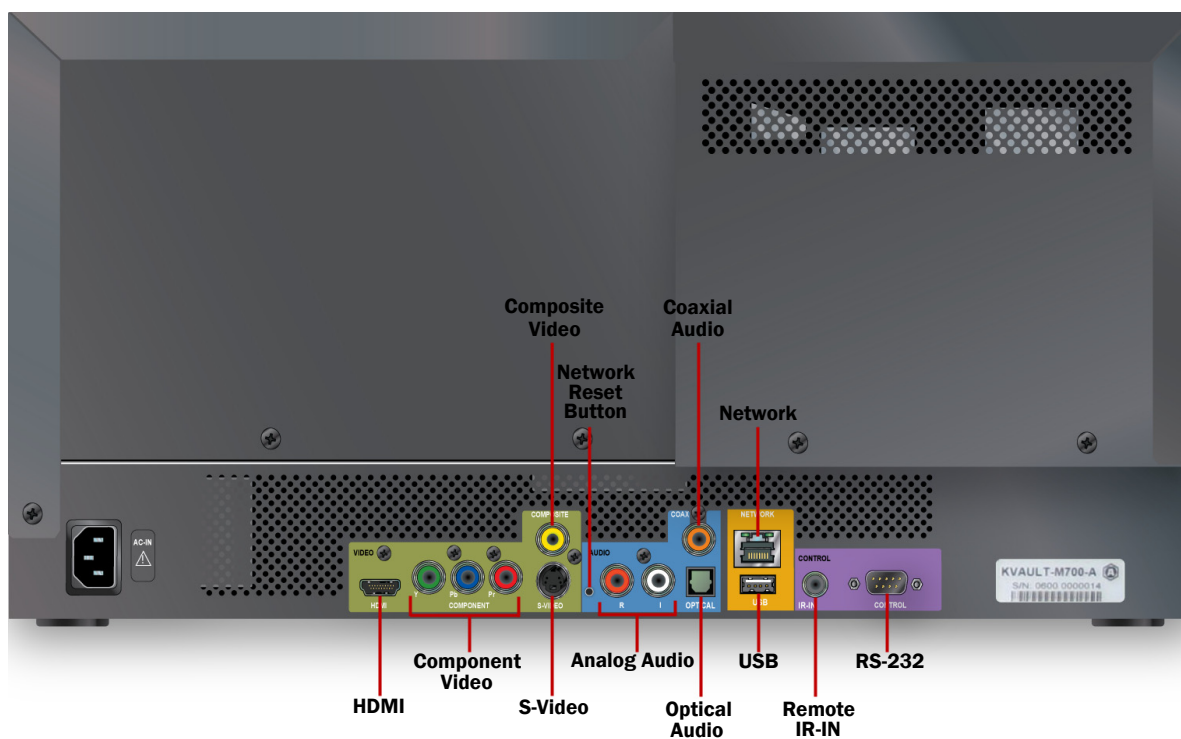 Composite
Video
Coaxial
Audio
Network
Reset
Button
Network
COMPOSITE
COAX
NETWORK
AC-IN
VIDEO
AUDIO
CONTROL
KVAULT-M700-A
S/N: 0600 0000014
Y
Pb
Pr
HDMI
COMPONENT
S-VIDEO
R
l
OPTICAL
USB
IR-IN
CONTROL
Component
Video
Analog Audio
USB
RS-232
HDMI
S-Video
Optical
Audio
Remote
IR-IN